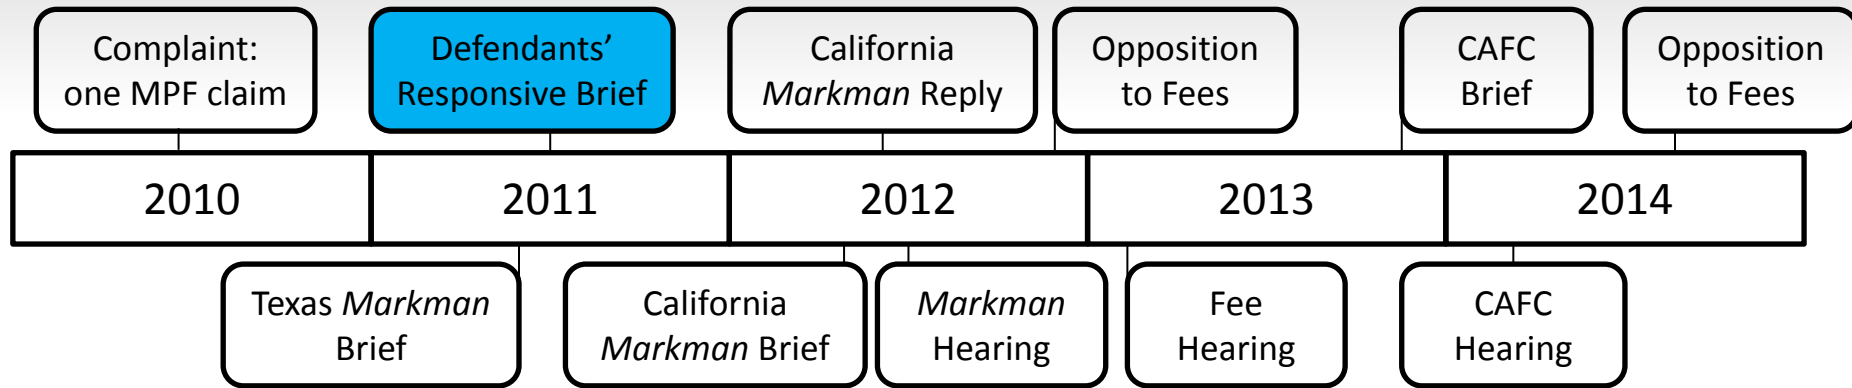 Complaint:
one MPF claim
Defendants’
Responsive Brief
California
Markman Reply
Opposition
to Fees
CAFC
Brief
Opposition
to Fees
2010
2011
2012
2013
2014
Texas Markman
Brief
California
Markman Brief
Markman
Hearing
Fee
Hearing
CAFC
Hearing